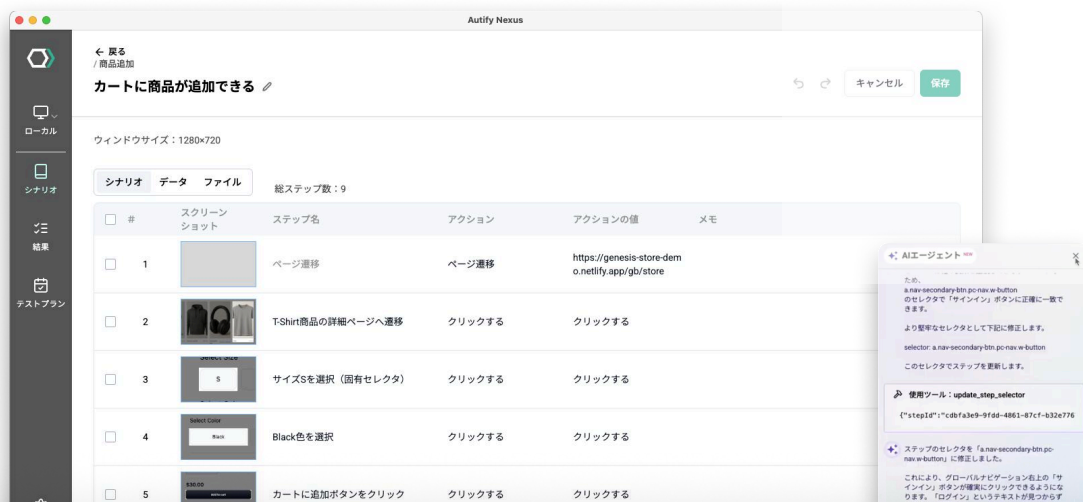 Autify Nexus
← 戻る
/ 商品追加
カートに商品が追加できる
キャンセル
保存
ローカル
シナリオ
結果
テストプラン
ウィンドウサイズ：1280×720
シナリオ データ ファイル
総ステップ数：9
# スクリーンショット ステップ名 アクション アクションの値 メモ
1 ページ遷移 ページ遷移 https://genesis-store-dem
o.netlify.app/gb/store
2 T-Shirt商品の詳細ページへ遷移 クリックする クリックする
Select Size
S
3 サイズSを選択（固有セレクタ） クリックする クリックする
Select Color
Black
4 Black色を選択 クリックする クリックする
$30.00
5 カートに追加ボタンをクリック クリックする クリックする
AIエージェント NEW
ため、
a.nav-secondary-btn.pc-nav.w-button
のセレクタで「サインイン」ボタンに正確に一致で
きます。
より堅牢なセレクタとして下記に修正します。
selector: a.nav-secondary-btn.pc-nav.w-button
このセレクタでステップを更新します。
使用ツール：update_step_selector
{"stepId":"cdbfa3e9-9fdd-4861-87cf-b32e776
ステップのセレクタを「a.nav-secondary-btn.pc-
nav.w-button」に修正しました。
これにより、グローバルナビゲーション右上の「サ
インイン」ボタンが確実にクリックできるようにな
ります。「ログイン」というテキストが見つからず